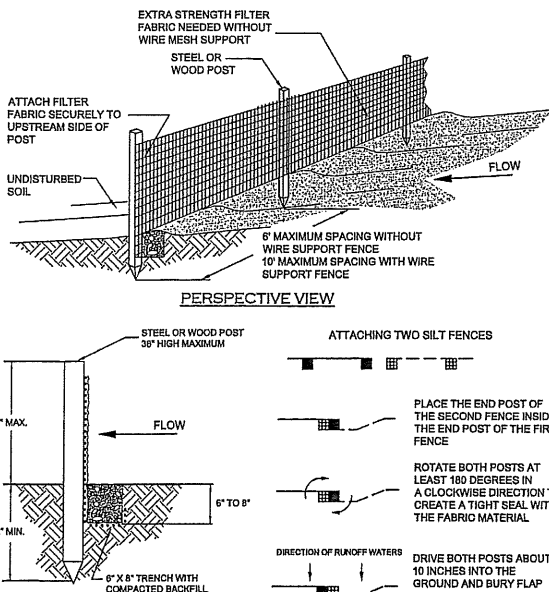 EXTRA STRENGTH FILTER
FABRIC NEEDED WITHOUT
WIRE MESH SUPPORT
STEEL OR
WOOD POST
ATTACH FILTER
FABRIC SECURELY TO
UPSTREAM SIDE OF
POST
UNDISTURBED
SOIL
FLOW
6' MAXIMUM SPACING WITHOUT
WIRE SUPPORT FENCE
10' MAXIMUM SPACING WITH WIRE
SUPPORT FENCE
PERSPECTIVE VIEW
STEEL OR WOOD POST
36" HIGH MAXIMUM
" MAX.
FLOW
6" TO 8"
" MIN.
6" X 8" TRENCH WITH
COMPACTED BACKFILL
ATTACHING TWO SILT FENCES
PLACE THE END POST OF
THE SECOND FENCE INSID
THE END POST OF THE FIR
FENCE
ROTATE BOTH POSTS AT
LEAST 180 DEGREES IN
A CLOCKWISE DIRECTION T
CREATE A TIGHT SEAL WIT
THE FABRIC MATERIAL
DIRECTION OF RUNOFF WATERS
DRIVE BOTH POSTS ABOUT
10 INCHES INTO THE
GROUND AND BURY FLAP